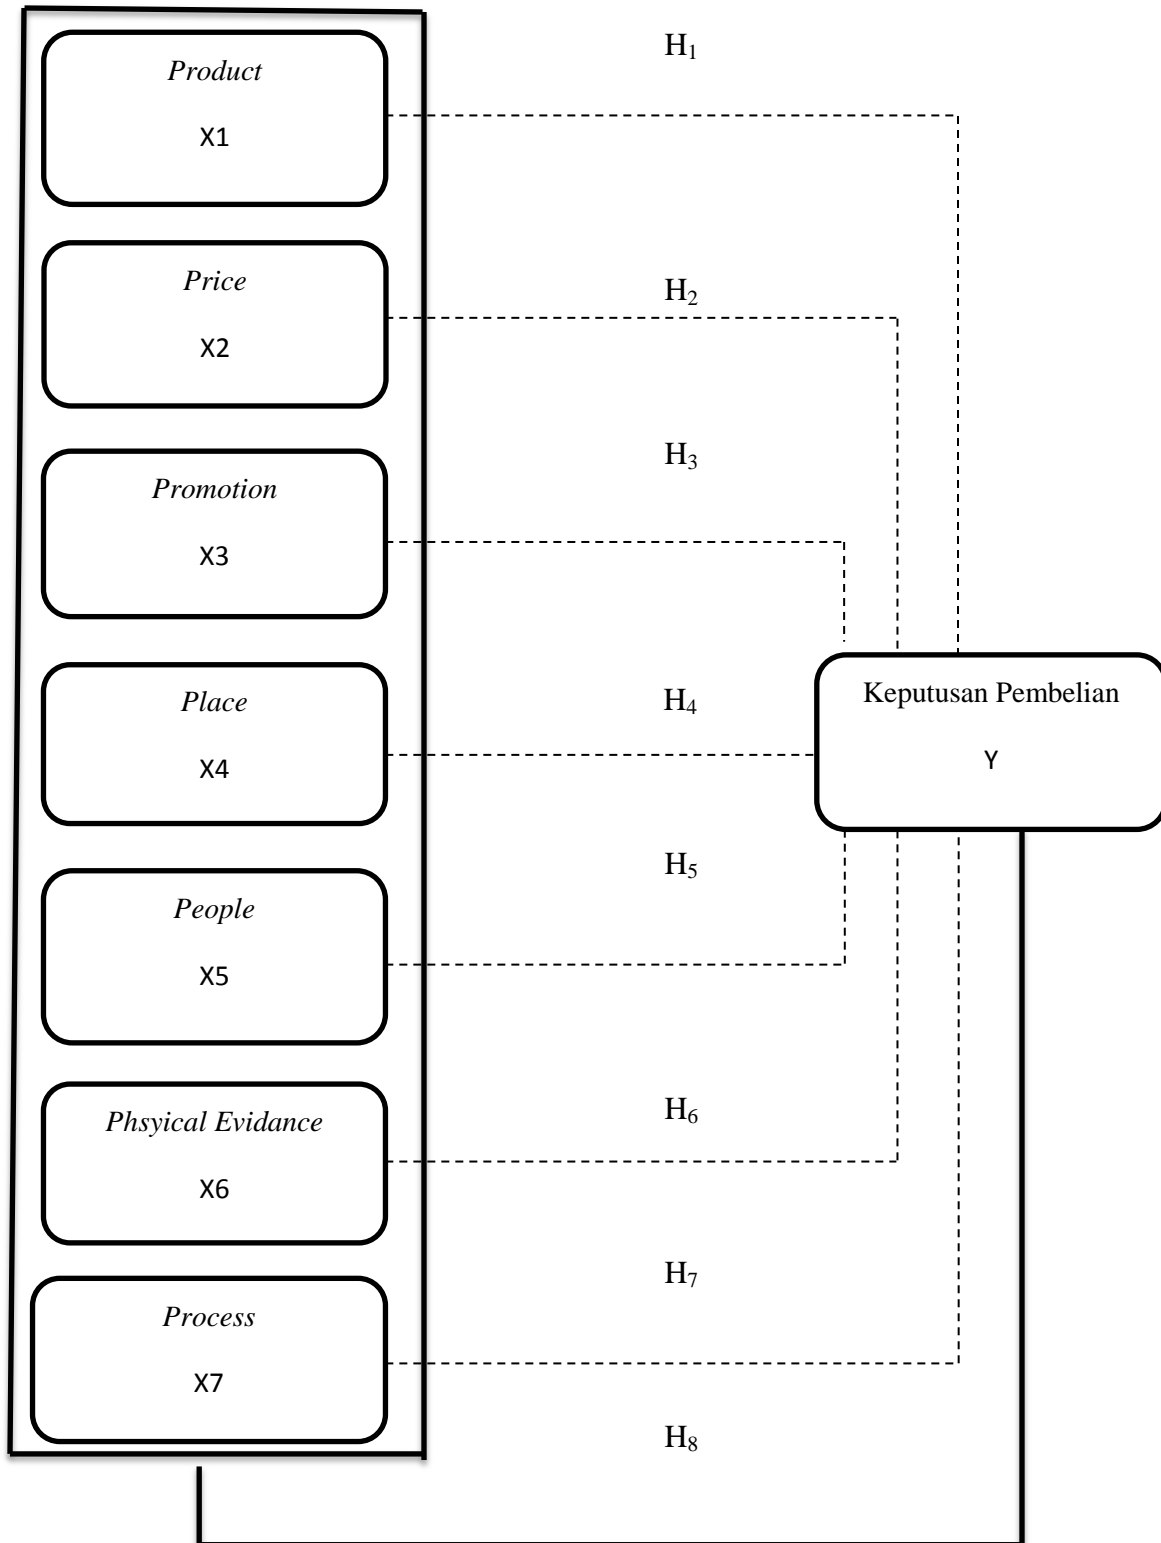 H₁
Product
X1
Price
X2
H₂
Promotion
X3
H₃
Place
X4
H₄
Keputusan Pembelian
Y
People
X5
H₅
Phsyical Evidance
X6
H₆
Process
X7
H₇
H₈